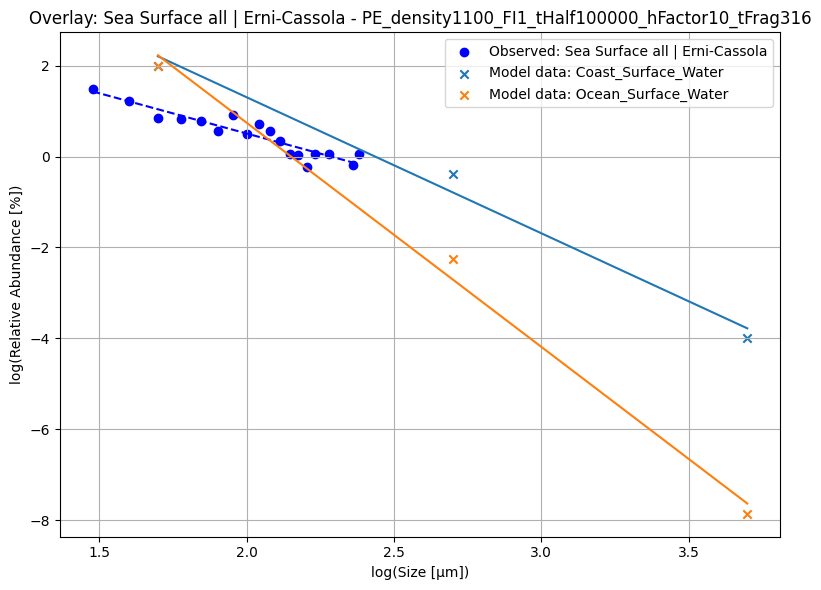 Overlay: Sea Surface all | Erni-Cassola - PE_density1100_FI1_tHalf100000_hFactor10_tFrag316
Observed: Sea Surface all | Erni-Cassola
Model data: Coast_Surface_Water
Model data: Ocean_Surface_Water
log(Relative Abundance [%])
2
0
−2
−4
−6
−8
1.5
2.0
2.5
3.0
3.5
log(Size [μm])